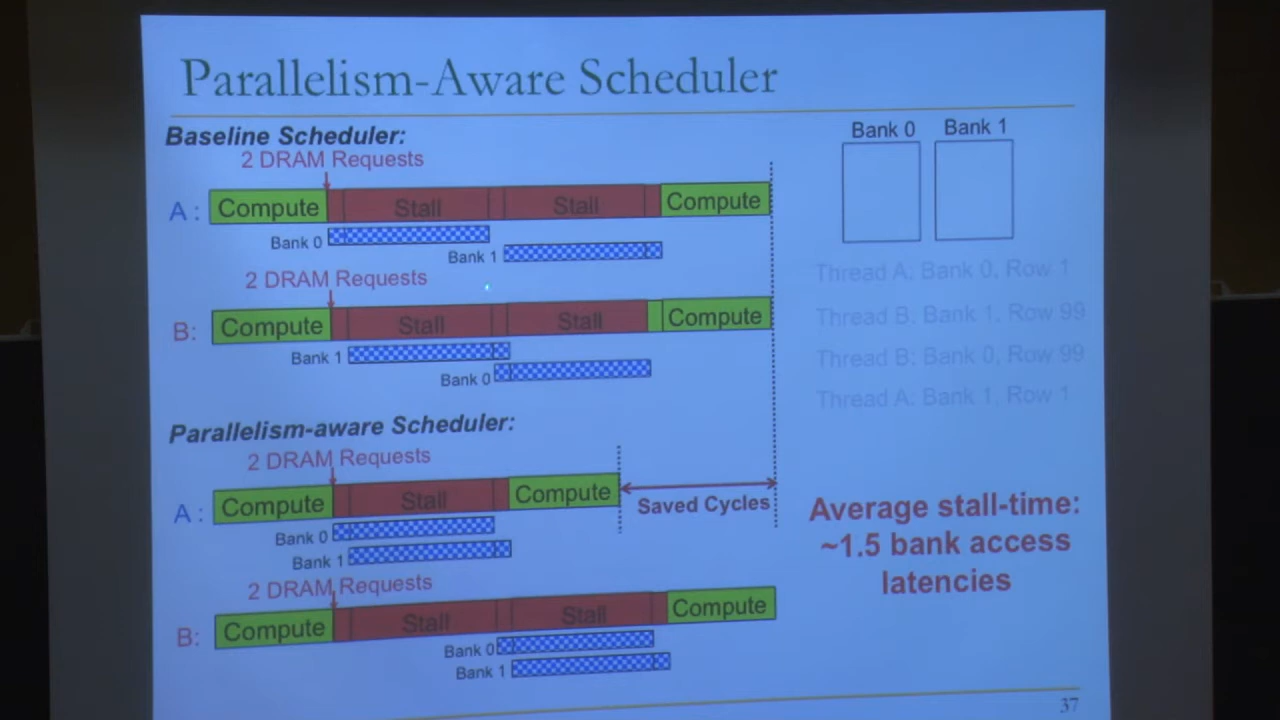 Parallelism-Aware Scheduler
Baseline Scheduler:
2 DRAM Requests
A : Compute Stall Stall Compute
Bank 0
Bank 1
2 DRAM Requests
B: Compute Stall Stall Compute
Bank 1
Bank 0
Parallelism-aware Scheduler:
2 DRAM Requests
A : Compute Stall Compute
Saved Cycles
Bank 0
Bank 1
2 DRAM Requests
B: Compute Stall Stall Compute
Bank 0
Bank 1
Bank 0 Bank 1
Thread A: Bank 0, Row 1
Thread B: Bank 1, Row 99
Thread B: Bank 0, Row 99
Thread A: Bank 1, Row 1
Average stall-time:
~1.5 bank access
latencies
37